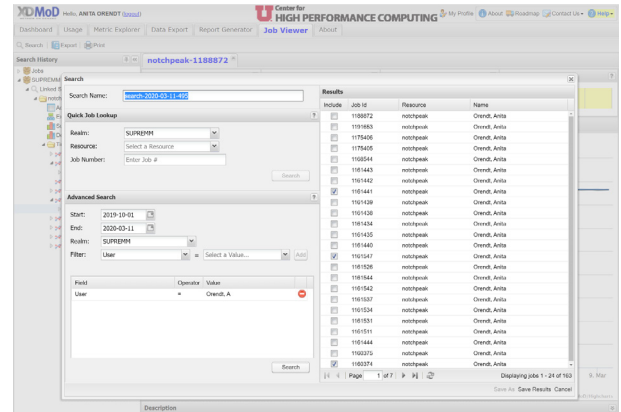 XDMoD Hello, ANITA ORENDT (logout)
Center for
HIGH PERFORMANCE COMPUTING
My Profile About Roadmap Contact Us Help
Dashboard Usage Metric Explorer Data Export Report Generator Job Viewer About
Search Export Print
Search History
notchpeak-1188872
Jobs
SUPREMM
Search
Search Name: search-2020-03-11-495
Quick Job Lookup
Realm: SUPREMM
Resource: Select a Resource
Job Number: Enter Job #
Search
Advanced Search
Start: 2019-10-01
End: 2020-03-11
Realm: SUPREMM
Filter: User = Select a Value... Add
Field Operator Value
User = Orendt, A
Search
Results
Include Job Id Resource Name
1188872 notchpeak Orendt, Anita
1191663 notchpeak Orendt, Anita
1175406 notchpeak Orendt, Anita
1175405 notchpeak Orendt, Anita
1168544 notchpeak Orendt, Anita
1161443 notchpeak Orendt, Anita
1161442 notchpeak Orendt, Anita
1161441 notchpeak Orendt, Anita
1161439 notchpeak Orendt, Anita
1161438 notchpeak Orendt, Anita
1161434 notchpeak Orendt, Anita
1161435 notchpeak Orendt, Anita
1161440 notchpeak Orendt, Anita
1161547 notchpeak Orendt, Anita
1161526 notchpeak Orendt, Anita
1161544 notchpeak Orendt, Anita
1161542 notchpeak Orendt, Anita
1161537 notchpeak Orendt, Anita
1161534 notchpeak Orendt, Anita
1161531 notchpeak Orendt, Anita
1161511 notchpeak Orendt, Anita
1161444 notchpeak Orendt, Anita
1160375 notchpeak Orendt, Anita
1160374 notchpeak Orendt, Anita
Page 1 of 7 Displaying jobs 1 - 24 of 163
Save As Save Results Cancel
9. Mar
Description